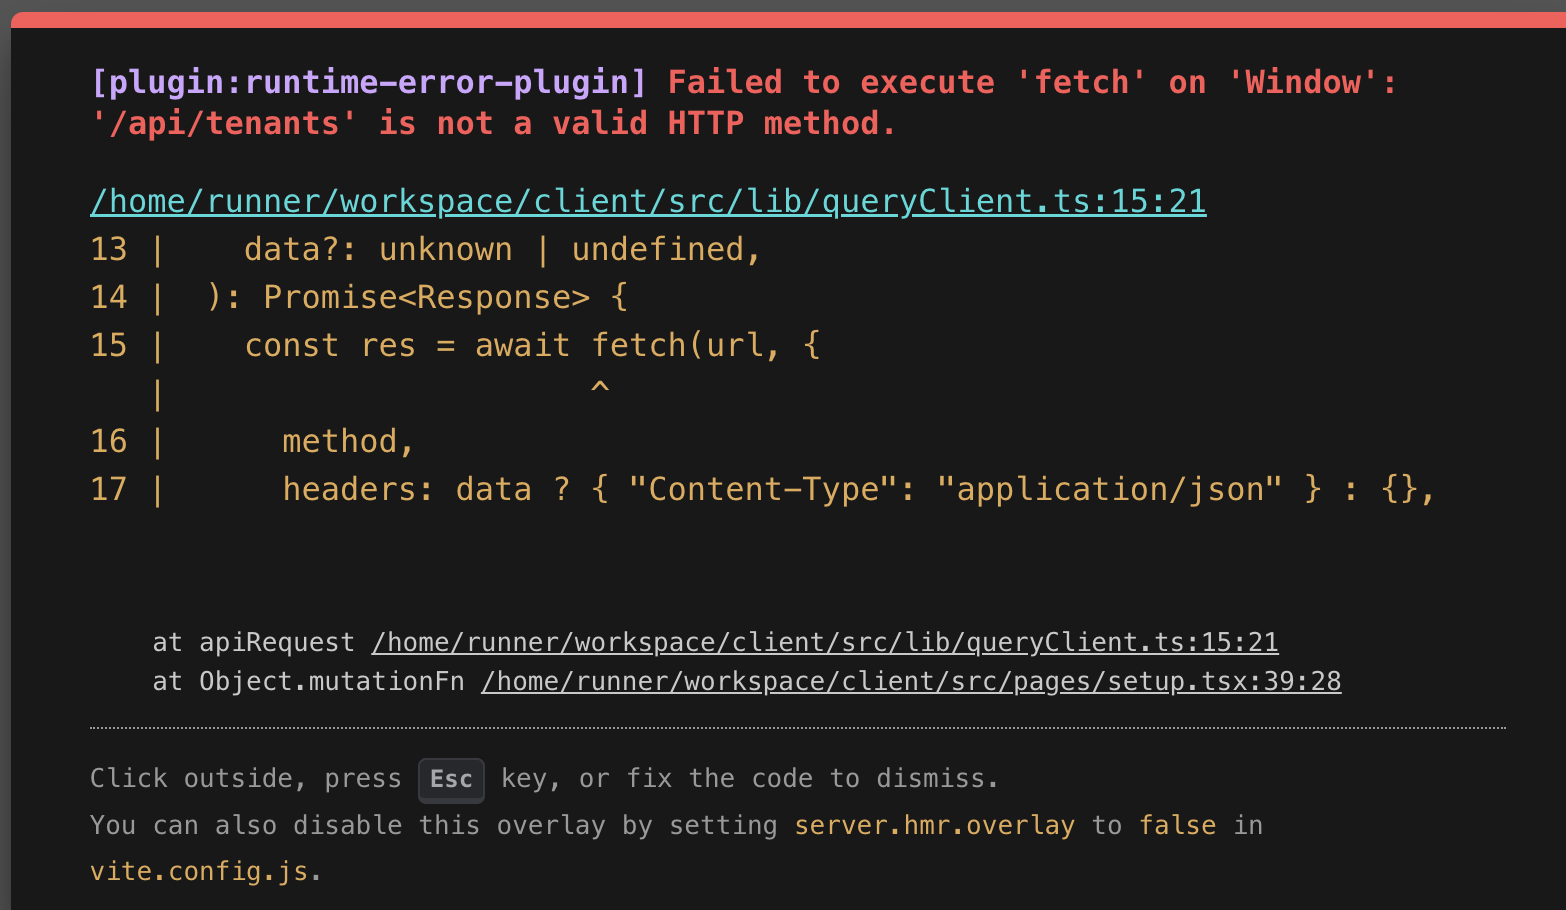 [plugin:runtime-error-plugin] Failed to execute 'fetch' on 'Window':
'/api/tenants' is not a valid HTTP method.
/home/runner/workspace/client/src/lib/queryClient.ts:15:21
13 |    data?: unknown | undefined,
14 |  ): Promise<Response> {
15 |    const res = await fetch(url, {
   |                      ^
16 |      method,
17 |      headers: data ? { "Content-Type": "application/json" } : {},
at apiRequest /home/runner/workspace/client/src/lib/queryClient.ts:15:21
at Object.mutationFn /home/runner/workspace/client/src/pages/setup.tsx:39:28
Click outside, press Esc key, or fix the code to dismiss.
You can also disable this overlay by setting server.hmr.overlay to false in
vite.config.js.